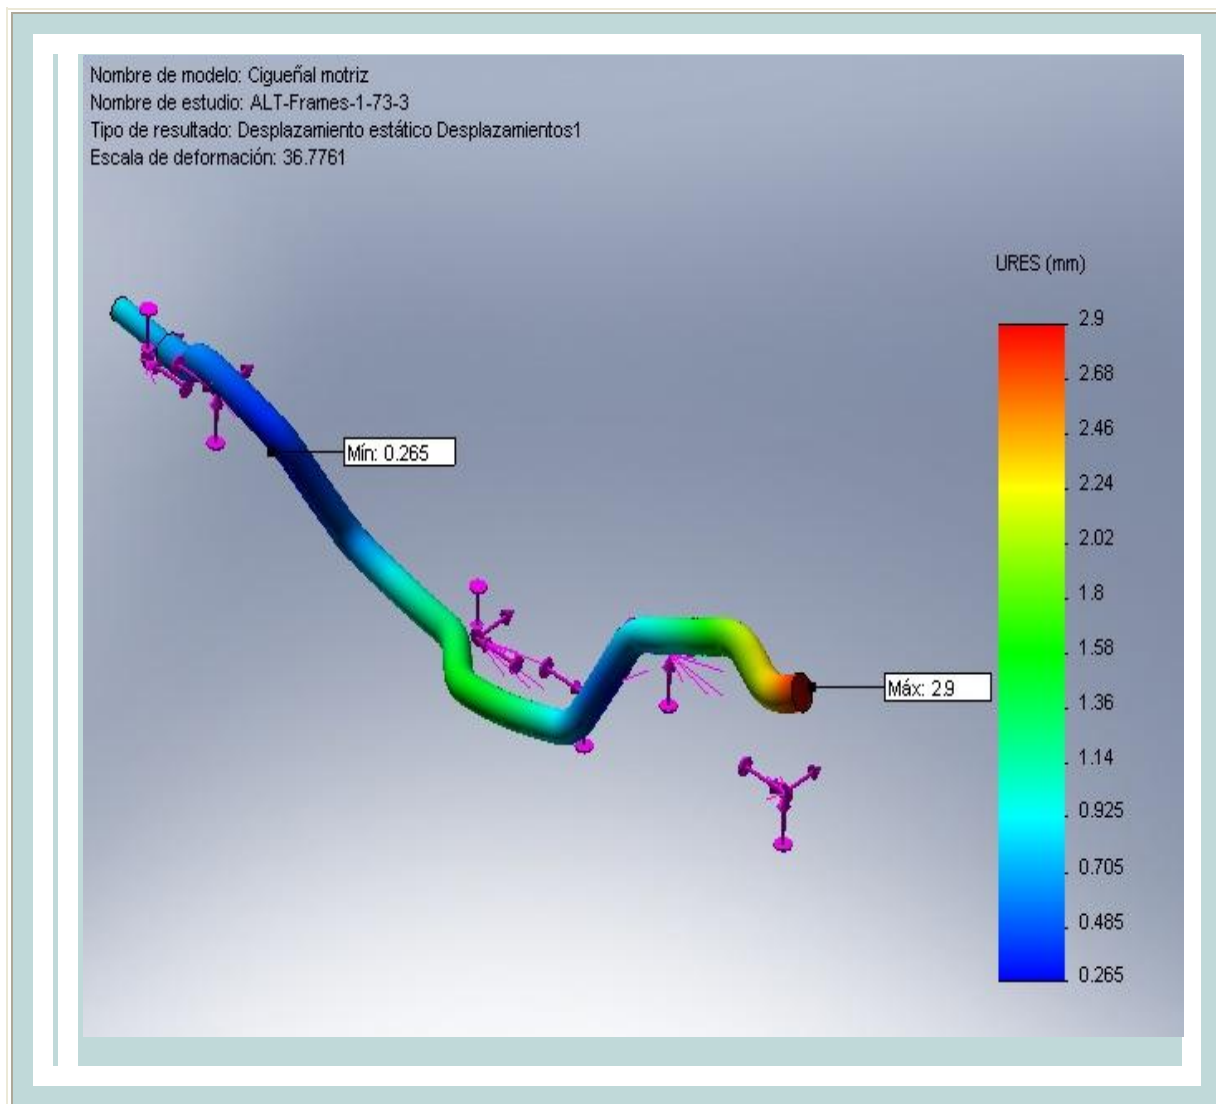 Nombre de modelo: Cigueñal motriz
Nombre de estudio: ALT-Frames-1-73-3
Tipo de resultado: Desplazamiento estático Desplazamientos1
Escala de deformación: 36.7761
URES (mm)
2.9
2.68
2.46
2.24
2.02
1.8
1.58
1.36
1.14
0.925
0.705
0.485
0.265
Mín: 0.265
Máx: 2.9